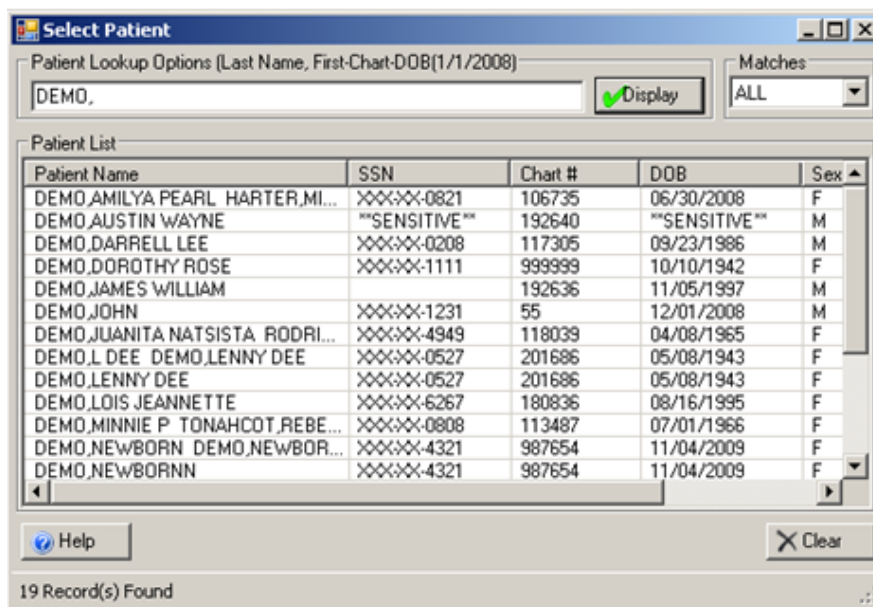 Select Patient
Patient Lookup Options (Last Name, First-Chart-DOB(1/1/2008) Matches
DEMO, Display ALL
Patient List
Patient Name SSN Chart # DOB Sex
DEMO,AMILYA PEARL HARTER,MI... XXX-XX-0821 106735 06/30/2008 F
DEMO,AUSTIN WAYNE **SENSITIVE** 192640 **SENSITIVE** M
DEMO,DARRELL LEE XXX-XX-0208 117305 09/23/1986 M
DEMO,DOROTHY ROSE XXX-XX-1111 999999 10/10/1942 F
DEMO,JAMES WILLIAM 192636 11/05/1997 M
DEMO,JOHN XXX-XX-1231 55 12/01/2008 M
DEMO,JUANITA NATSISTA RODRI... XXX-XX-4949 118039 04/08/1965 F
DEMO,L DEE DEMO,LENNY DEE XXX-XX-0527 201686 05/08/1943 F
DEMO,LENNY DEE XXX-XX-0527 201686 05/08/1943 F
DEMO,LOIS JEANNETTE XXX-XX-6267 180836 08/16/1995 F
DEMO,MINNIE P TONAHCOT,REBE... XXX-XX-0808 113487 07/01/1966 F
DEMO,NEWBORN DEMO,NEWBOR... XXX-XX-4321 987654 11/04/2009 F
DEMO,NEWBORNN XXX-XX-4321 987654 11/04/2009 F
Help Clear
19 Record(s) Found